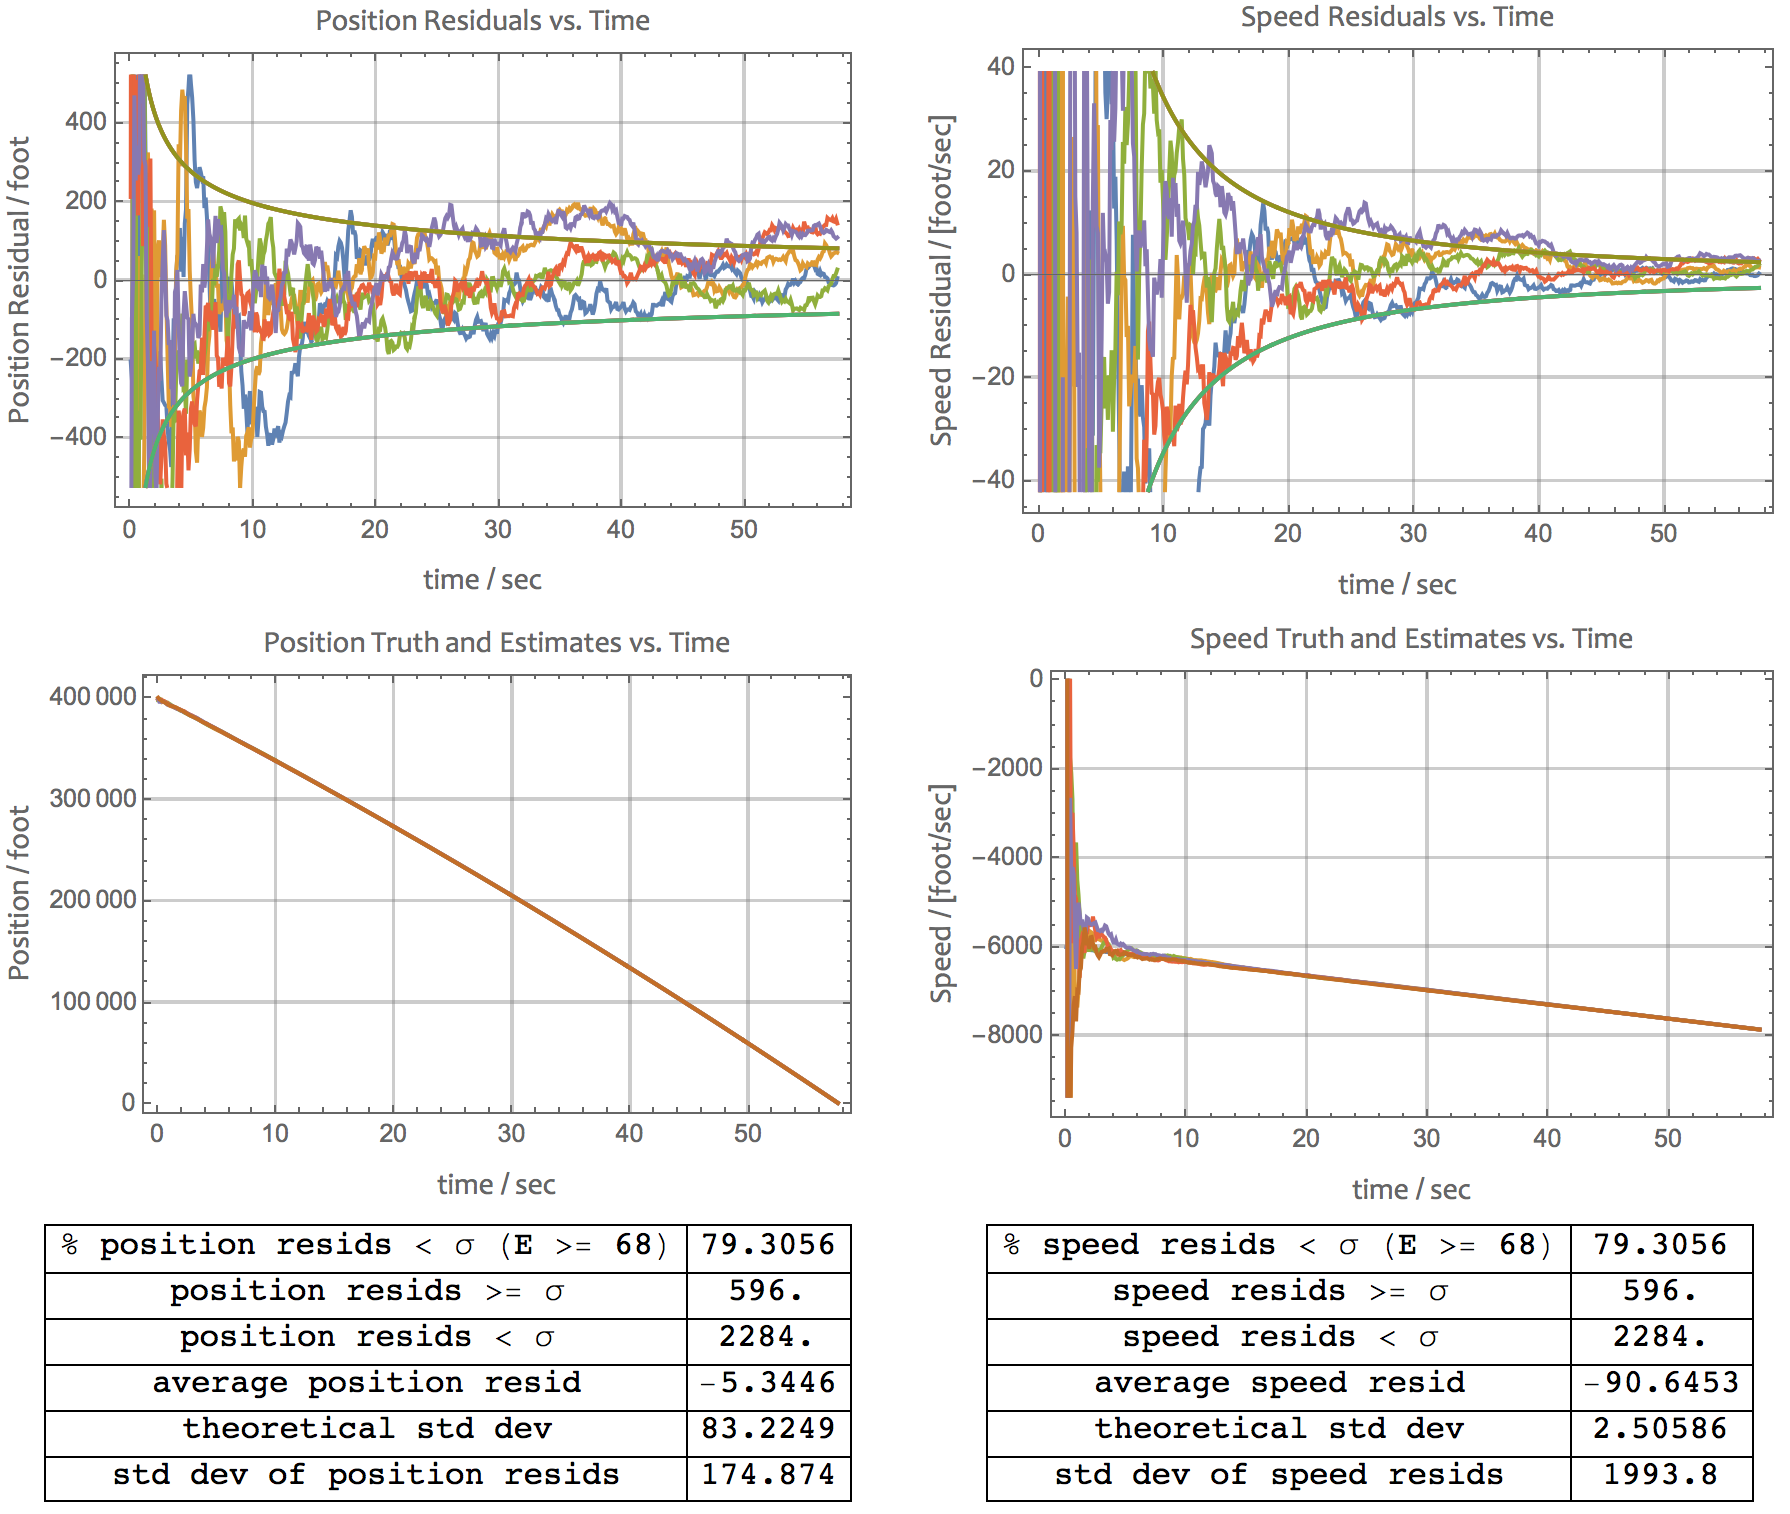 Position Residuals vs. Time
Position Residual / foot
400
200
0
−200
−400
0 10 20 30 40 50
time / sec
Speed Residuals vs. Time
Speed Residual / [foot/sec]
40
20
0
−20
−40
0 10 20 30 40 50
time / sec
Position Truth and Estimates vs. Time
Position / foot
400 000
300 000
200 000
100 000
0
0 10 20 30 40 50
time / sec
Speed Truth and Estimates vs. Time
Speed / [foot/sec]
0
−2000
−4000
−6000
−8000
0 10 20 30 40 50
time / sec
% position resids < σ (E >= 68) 79.3056
position resids >= σ 596.
position resids < σ 2284.
average position resid −5.3446
theoretical std dev 83.2249
std dev of position resids 174.874
% speed resids < σ (E >= 68) 79.3056
speed resids >= σ 596.
speed resids < σ 2284.
average speed resid −90.6453
theoretical std dev 2.50586
std dev of speed resids 1993.8